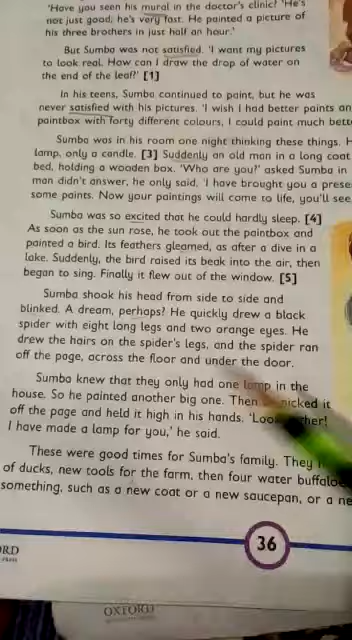 'Have you seen his mural in the doctor's clinic? 'He's
not just good, he's very fast. He painted a picture of
his three brothers in just half an hour.'
But Sumba was not satisfied. 'I want my pictures
to look real. How can I draw the drop of water on
the end of the leaf?' [1]
In his teens, Sumba continued to paint, but he was
never satisfied with his pictures. 'I wish I had better paints an
paintbox with forty different colours, I could paint much bett
Sumba was in his room one night thinking these things. H
lamp, only a candle. [3] Suddenly an old man in a long coat
bed, holding a wooden box. 'Who are you?' asked Sumba in
man didn't answer, he only said, 'I have brought you a prese
some paints. Now your paintings will come to life, you'll see
Sumba was so excited that he could hardly sleep. [4]
As soon as the sun rose, he took out the paintbox and
painted a bird. Its feathers gleamed, as after a dive in a
lake. Suddenly, the bird raised its beak into the air, then
began to sing. Finally it flew out of the window. [5]
Sumba shook his head from side to side and
blinked. A dream, perhaps? He quickly drew a black
spider with eight long legs and two orange eyes. He
drew the hairs on the spider's legs, and the spider ran
off the page, across the floor and under the door.
Sumba knew that they only had one lamp in the
house. So he painted another big one. Then picked it
off the page and held it high in his hands. 'Look
I have made a lamp for you,' he said.
These were good times for Sumba's family. They
of ducks, new tools for the farm, then four water buffaloe
something, such as a new coat or a new saucepan, or a ne
36
ORD
OXFORD